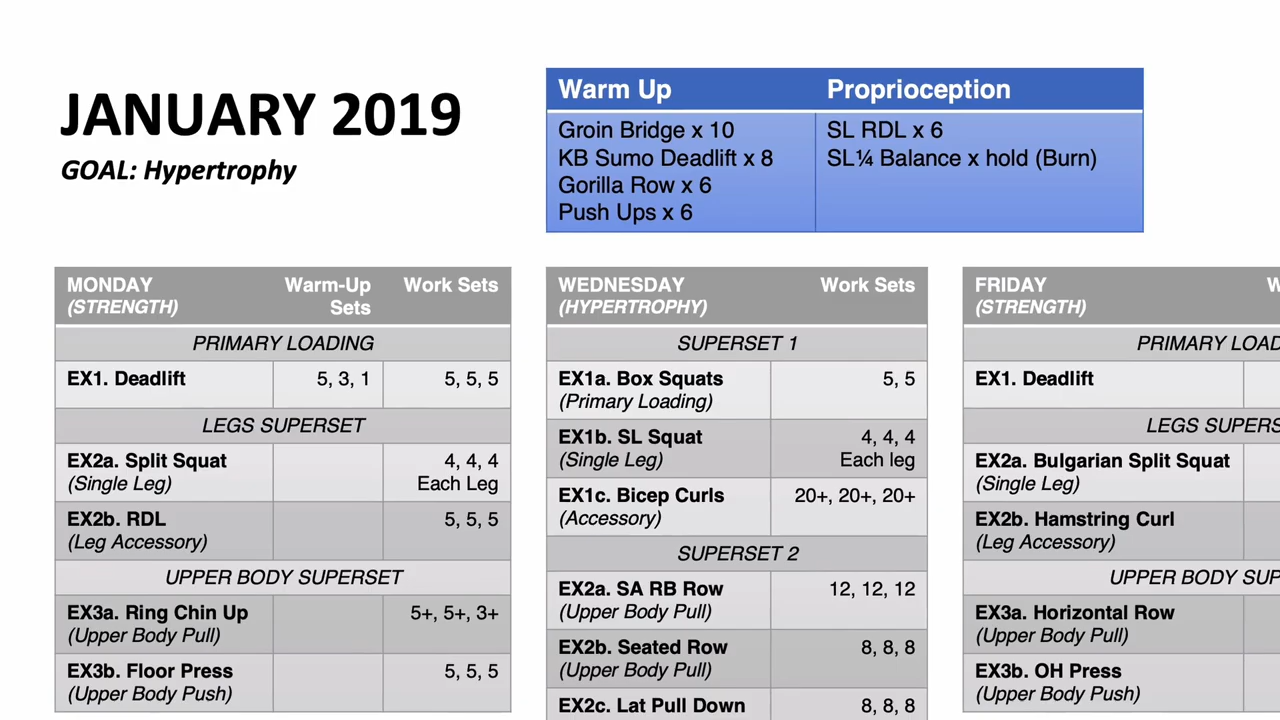 JANUARY 2019
GOAL: Hypertrophy
Warm Up Proprioception
Groin Bridge x 10 SL RDL x 6
KB Sumo Deadlift x 8 SL¼ Balance x hold (Burn)
Gorilla Row x 6
Push Ups x 6
MONDAY Warm-Up Work Sets
(STRENGTH) Sets
PRIMARY LOADING
EX1. Deadlift 5, 3, 1 5, 5, 5
LEGS SUPERSET
EX2a. Split Squat 4, 4, 4
(Single Leg) Each Leg
EX2b. RDL 5, 5, 5
(Leg Accessory)
UPPER BODY SUPERSET
EX3a. Ring Chin Up 5+, 5+, 3+
(Upper Body Pull)
EX3b. Floor Press 5, 5, 5
(Upper Body Push)
WEDNESDAY Work Sets
(HYPERTROPHY)
SUPERSET 1
EX1a. Box Squats 5, 5
(Primary Loading)
EX1b. SL Squat 4, 4, 4
(Single Leg) Each leg
EX1c. Bicep Curls 20+, 20+, 20+
(Accessory)
SUPERSET 2
EX2a. SA RB Row 12, 12, 12
(Upper Body Pull)
EX2b. Seated Row 8, 8, 8
(Upper Body Pull)
EX2c. Lat Pull Down 8, 8, 8
FRIDAY W
(STRENGTH)
PRIMARY LOAD
EX1. Deadlift
LEGS SUPERS
EX2a. Bulgarian Split Squat
(Single Leg)
EX2b. Hamstring Curl
(Leg Accessory)
UPPER BODY SUP
EX3a. Horizontal Row
(Upper Body Pull)
EX3b. OH Press
(Upper Body Push)